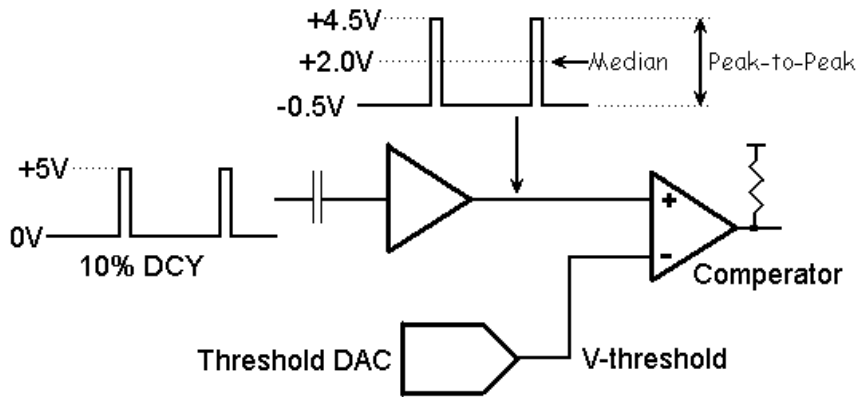 +4.5V
+2.0V
Median
Peak-to-Peak
-0.5V
+5V
0V
10% DCY
+
-
Comperator
Threshold DAC
V-threshold